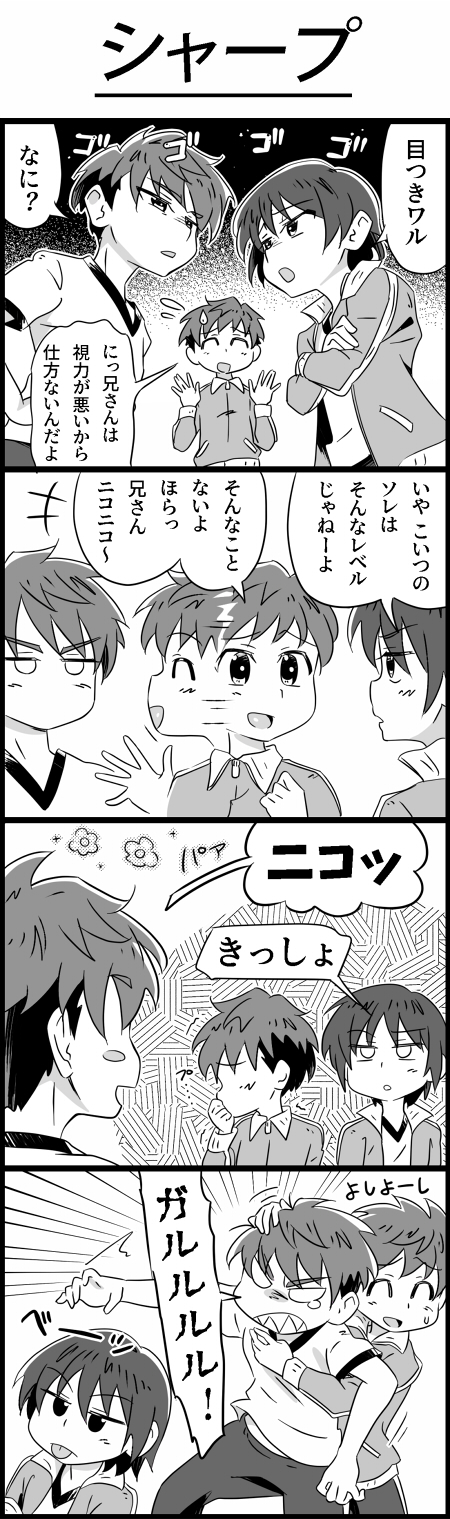 シャープ
ゴ
ゴ
ゴ
ゴ
目つきワル
なに？
にっ兄さんは
視力が悪いから
仕方ないんだよ
いや こいつの
ソレは
そんなレベル
じゃねーよ
そんなこと
ないよ
ほらっ
兄さん
ニコニコ～
ニコッ
パァ
きっしょ
プ
よしよーし
ガルルルル！
べーッ